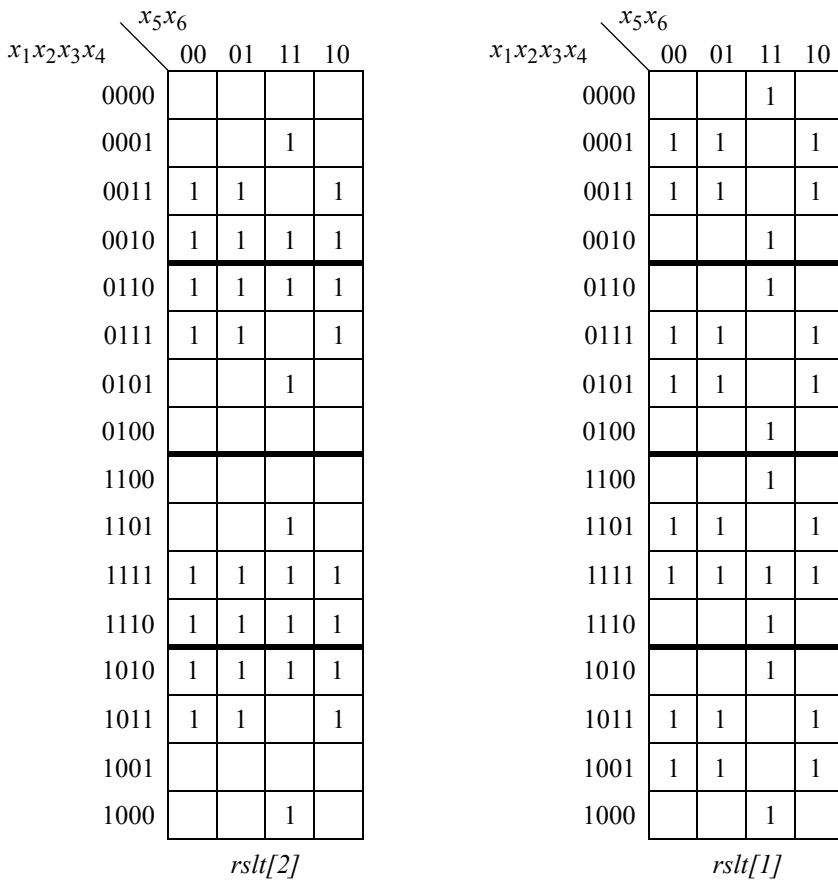 x5x6 x5x6
x1x2x3x4 00 01 11 10 x1x2x3x4 00 01 11 10
0000 0000 1
0001 1 0001 1 1 1
0011 1 1 1 0011 1 1 1
0010 1 1 1 1 0010 1
0110 1 1 1 1 0110 1
0111 1 1 1 0111 1 1 1
0101 1 0101 1 1 1
0100 0100 1
1100 1100 1
1101 1 1101 1 1 1
1111 1 1 1 1 1111 1 1 1 1
1110 1 1 1 1 1110 1
1010 1 1 1 1 1010 1
1011 1 1 1 1011 1 1 1
1001 1001 1 1 1
1000 1 1000 1
rslt[2] rslt[1]